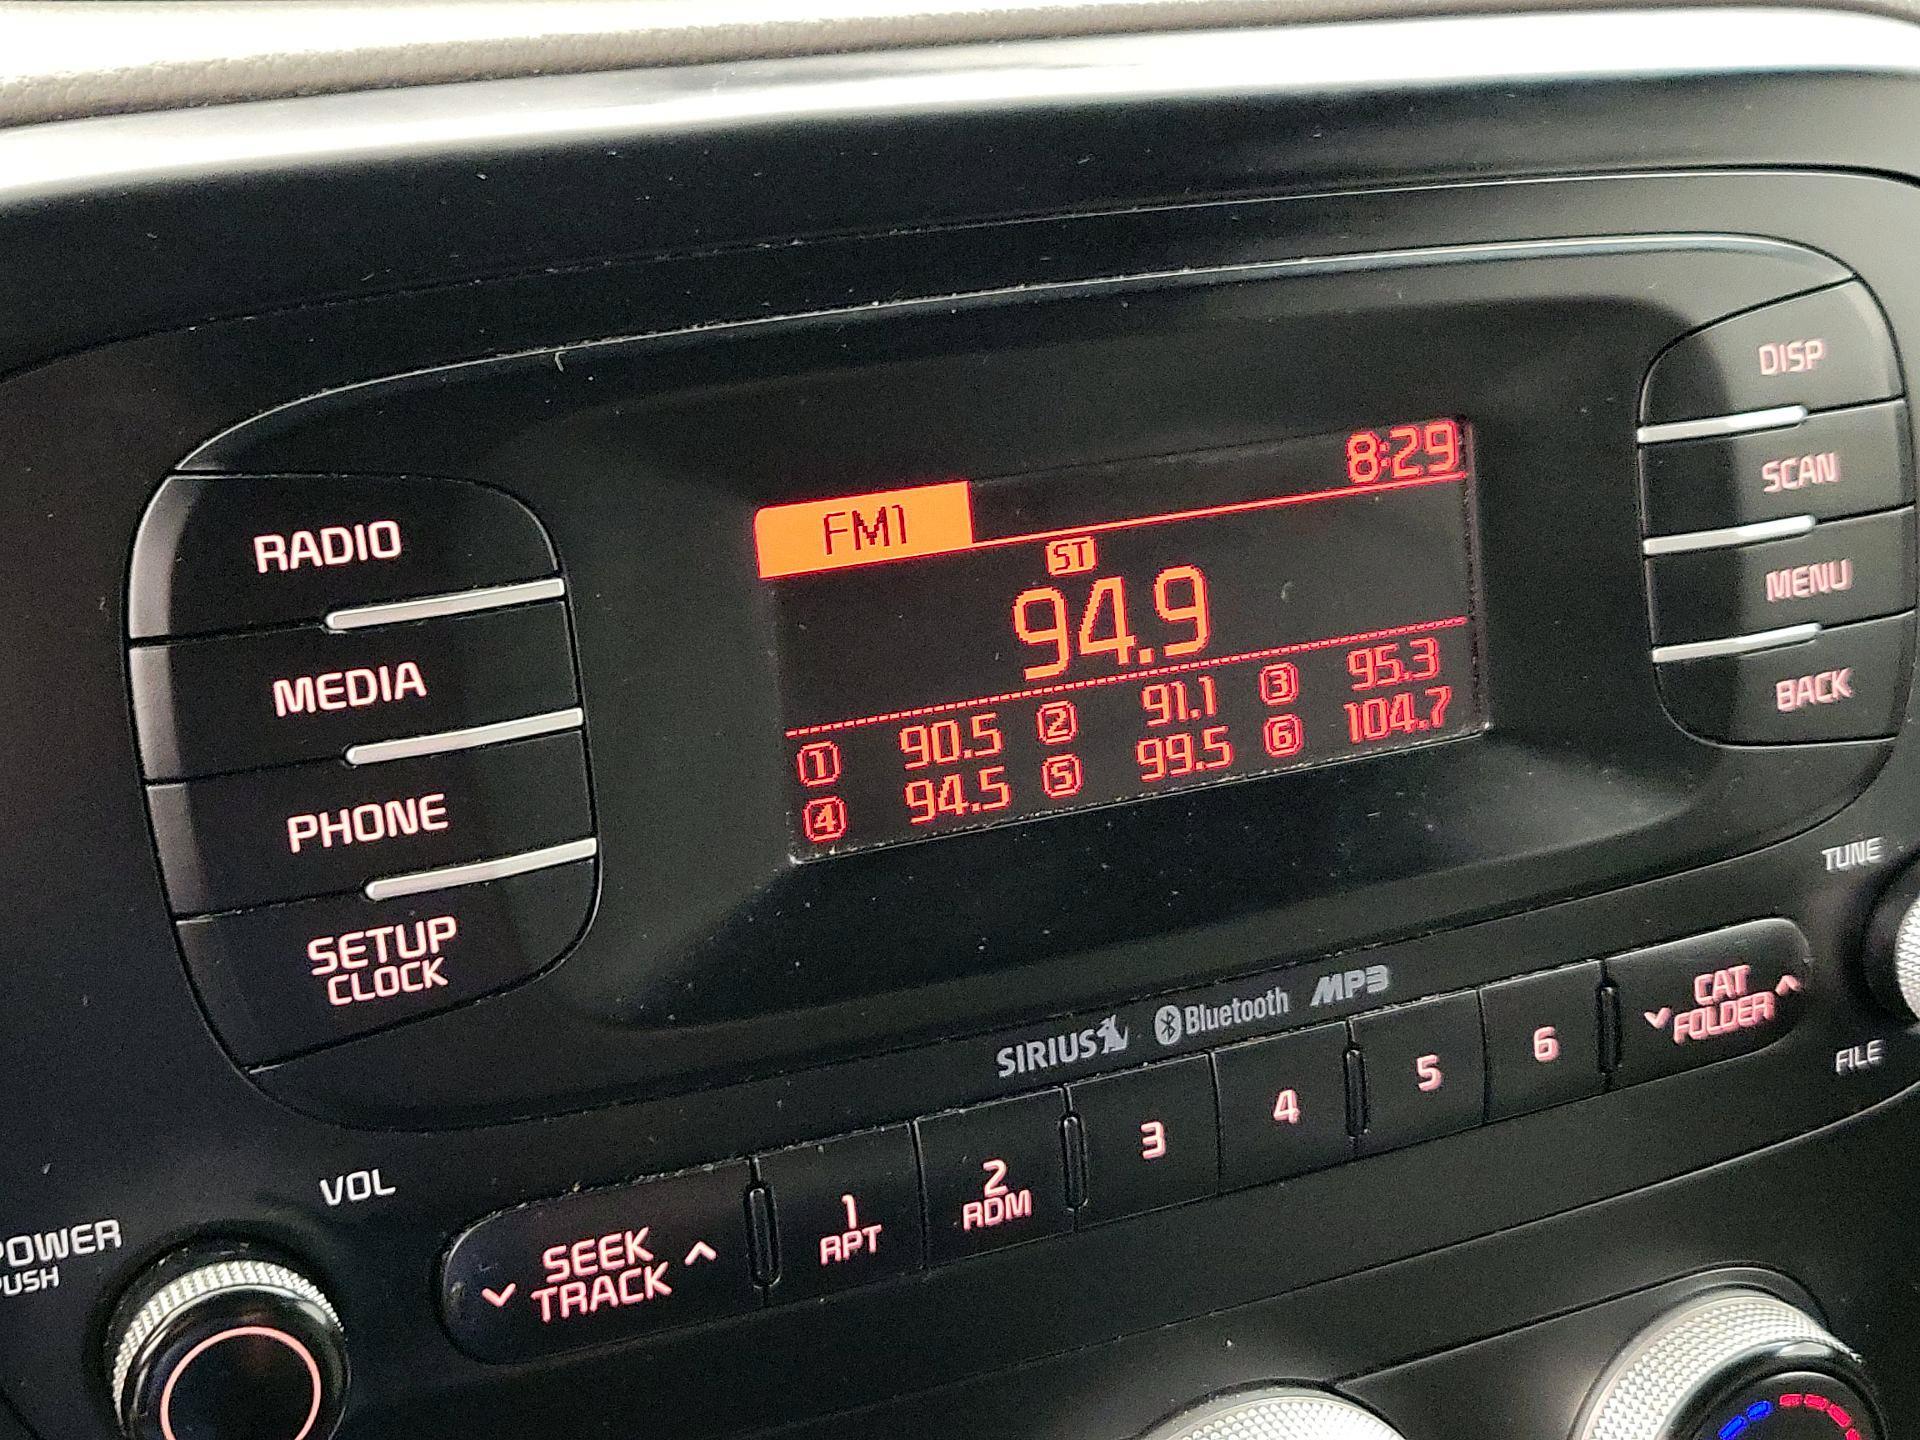 DISP
8:29
SCAN
FM1
RADIO
ST
94.9
MENU
MEDIA
1 90.5 2 91.1 3 95.3
BACK
4 94.5 5 99.5 6 104.7
PHONE
TUNE
SETUP
CLOCK
SIRIUS Bluetooth MP3
CAT
FOLDER
FILE
VOL
POWER
PUSH
SEEK
TRACK
1
RPT
2
RDM
3
4
5
6